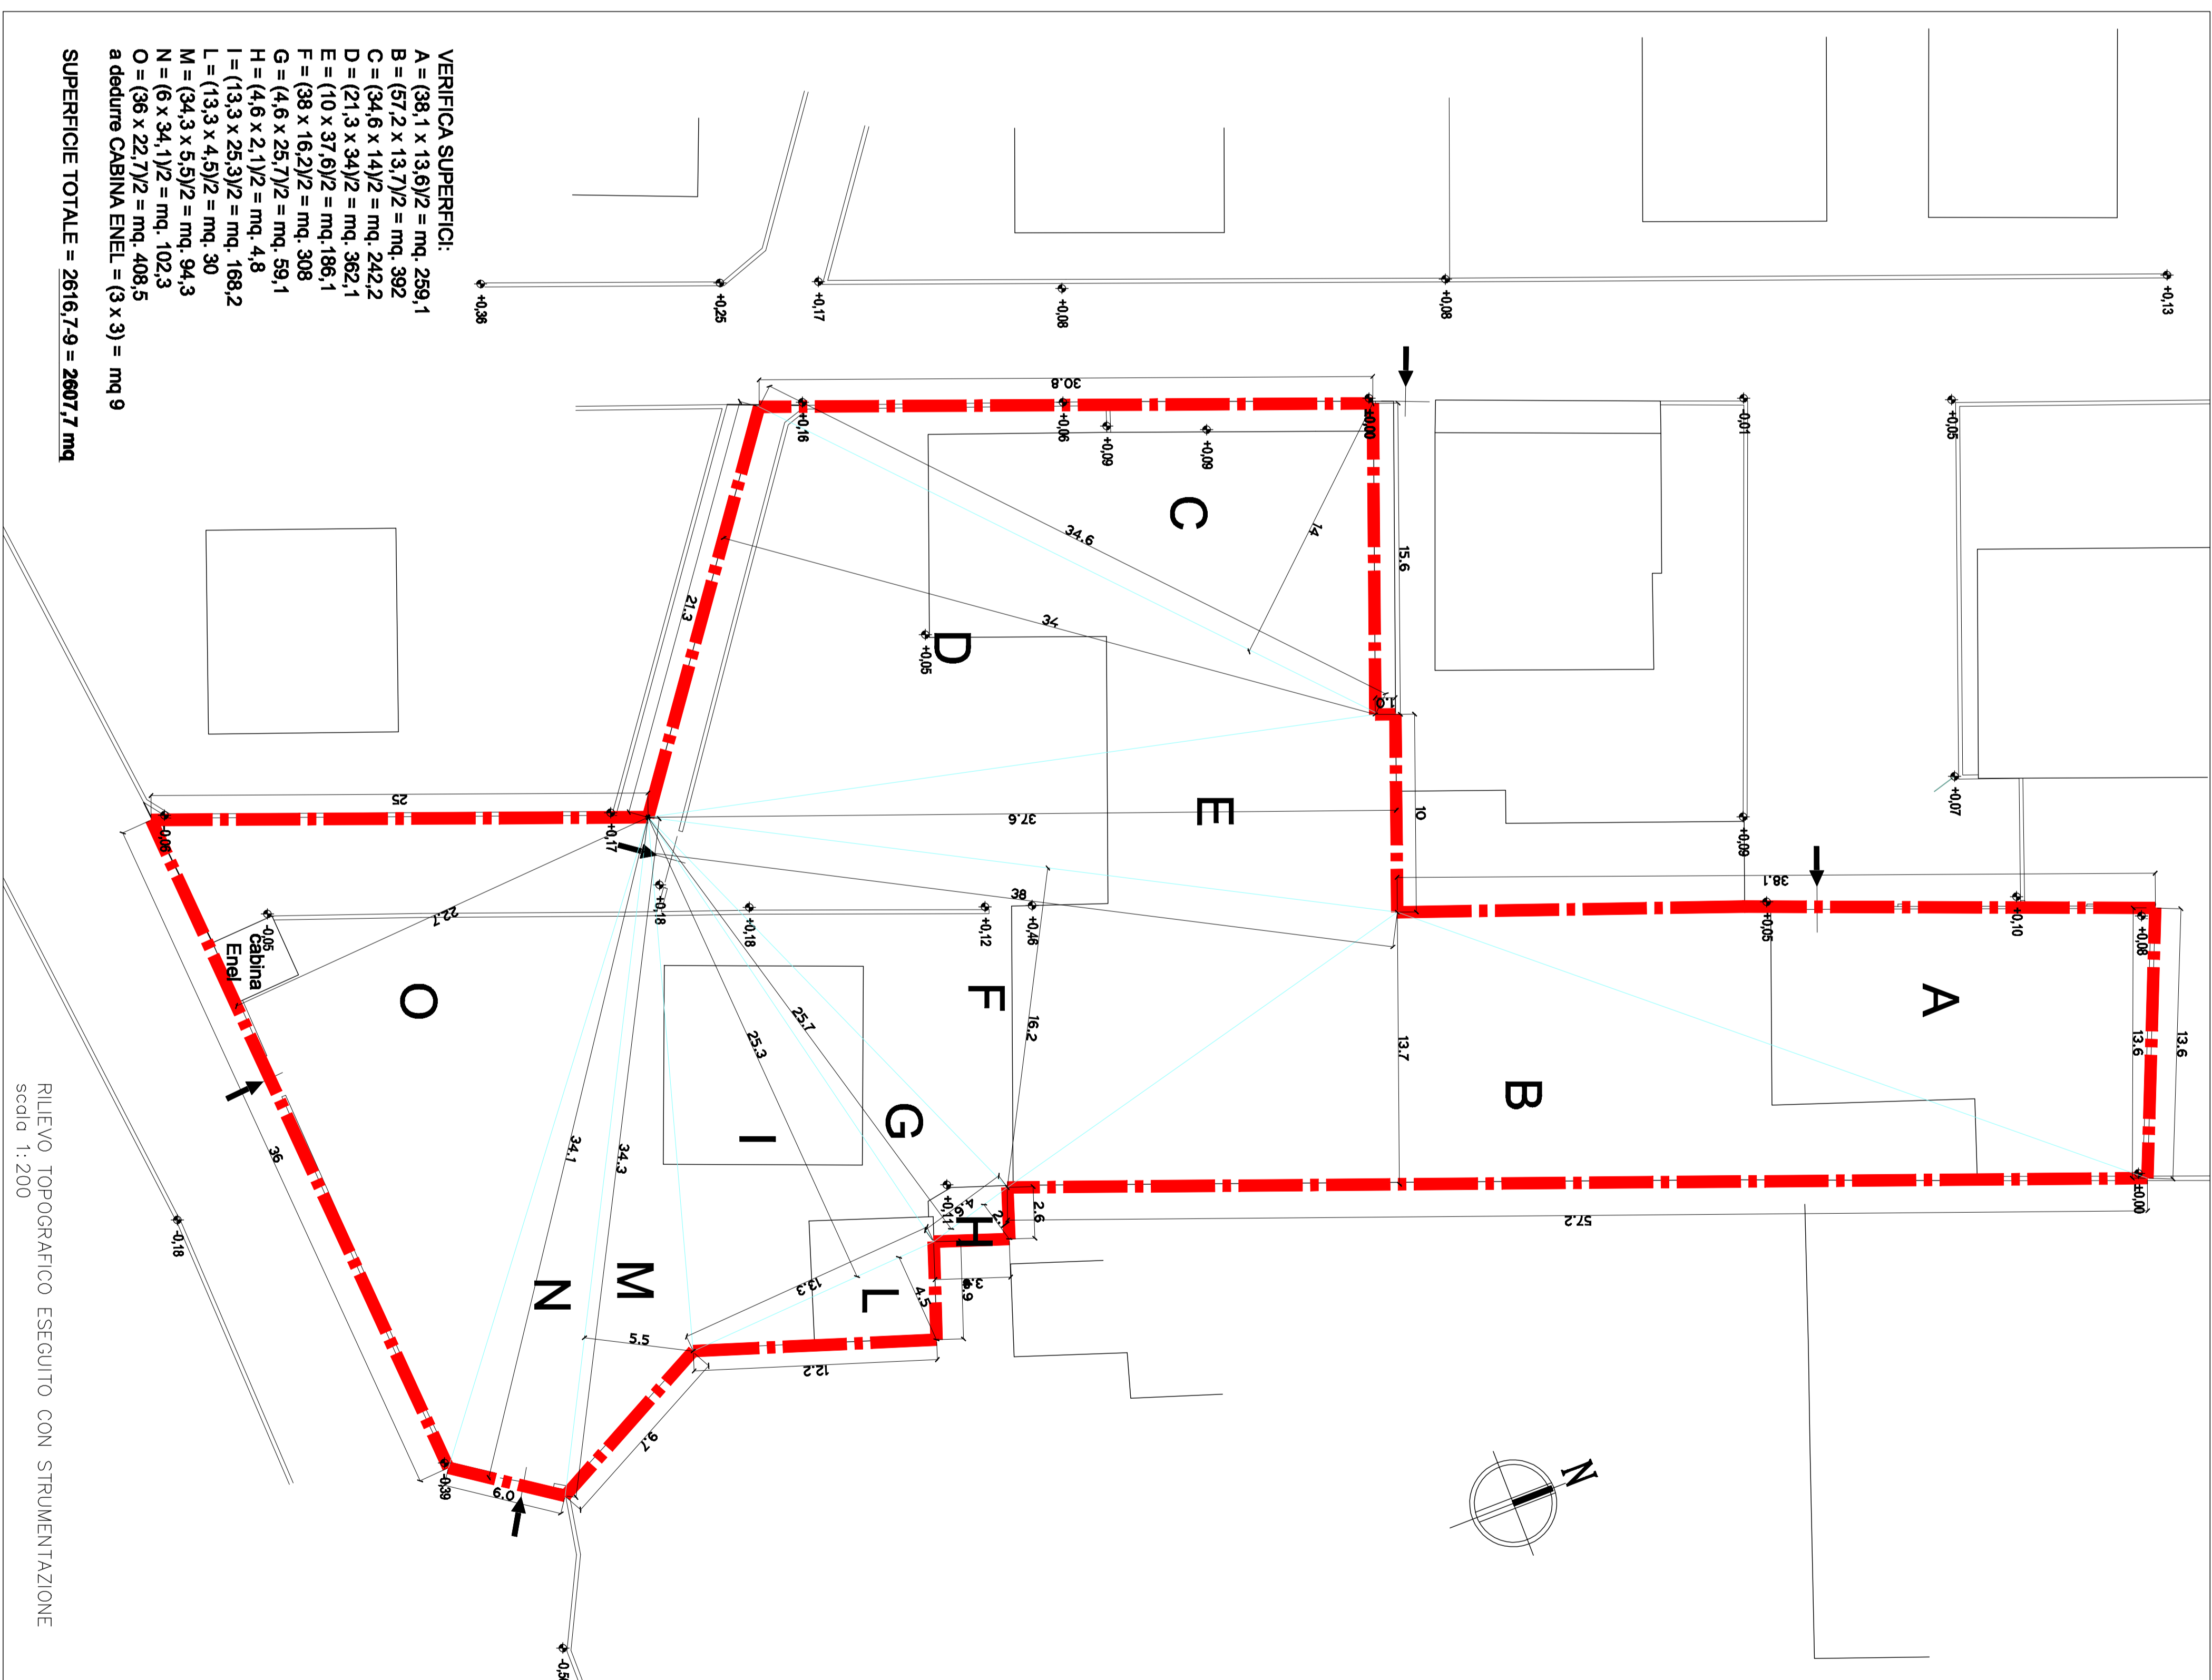 VERIFICA SUPERFICI:
A = (38,1 x 13,6)/2 = mq. 259,1
B = (57,2 x 13,7)/2 = mq. 392
C = (34,6 x 14)/2 = mq. 242,2
D = (21,3 x 34)/2 = mq. 362,1
E = (10 x 37,6)/2 = mq.186,1
F = (38 x 16,2)/2 = mq. 308
G = (4,6 x 25,7)/2 = mq. 59,1
H = (4,6 x 2,1)/2 = mq. 4,8
I = (13,3 x 25,3)/2 = mq. 168,2
L = (13,3 x 4,5)/2 = mq. 30
M = (34,3 x 5,5)/2 = mq. 94,3
N = (6 x 34,1)/2 = mq. 102,3
O = (36 x 22,7)/2 = mq. 408,5
a dedurre CABINA ENEL = (3 x 3) = mq 9
SUPERFICIE TOTALE = 2616,7-9 = 2607,7 mq
+0,36
+0,25
+0,17
+0,08
+0,08
+0,13
30.8
+0,16
+0,06
+0,09
+0,09
+0,00
-0,01
+0,05
C
14
34.6
15.6
21.3
34
D
+0,05
1.0
10
E
37.6
25
-0,06
+0,17
+0,09
+0,07
38.1
38
22.7
-0,05
cabina
Enel
+0,18
+0,18
+0,12
+0,46
+0,05
+0,10
+0,08
O
F
A
25.7
25.3
16.2
13.7
13.6
13.6
B
G
I
36
34.1
34.3
+0,11
2.6
57.2
+0,00
H
-0,18
M
N
L
13.3
4.5
5.5
12.2
9.7
-0,39
6.0
N
RILIEVO TOPOGRAFICO ESEGUITO CON STRUMENTAZIONE
scala 1:200